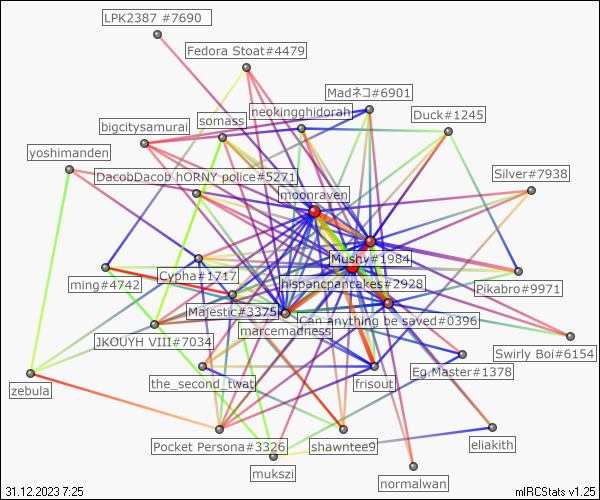 LPK2387 #7690
Fedora Stoat#4479
Madネコ#6901
neokingghidorah
Duck#1245
somass
bigcitysamurai
yoshimanden
Silver#7938
DacobDacob hORNY police#5271
moonraven
Mushy#1984
Cypha#1717
hispancpancakes#2928
ming#4742
Pikabro#9971
Majestic#3375
Can anything be saved#0396
marcemadness
JKOUYH VIII#7034
Swirly Boi#6154
Eg Master#1378
the_second_twat
frisout
zebula
Pocket Persona#3326
shawntee9
eliakith
mukszi
normalwan
31.12.2023 7:25
mIRCStats v1.25